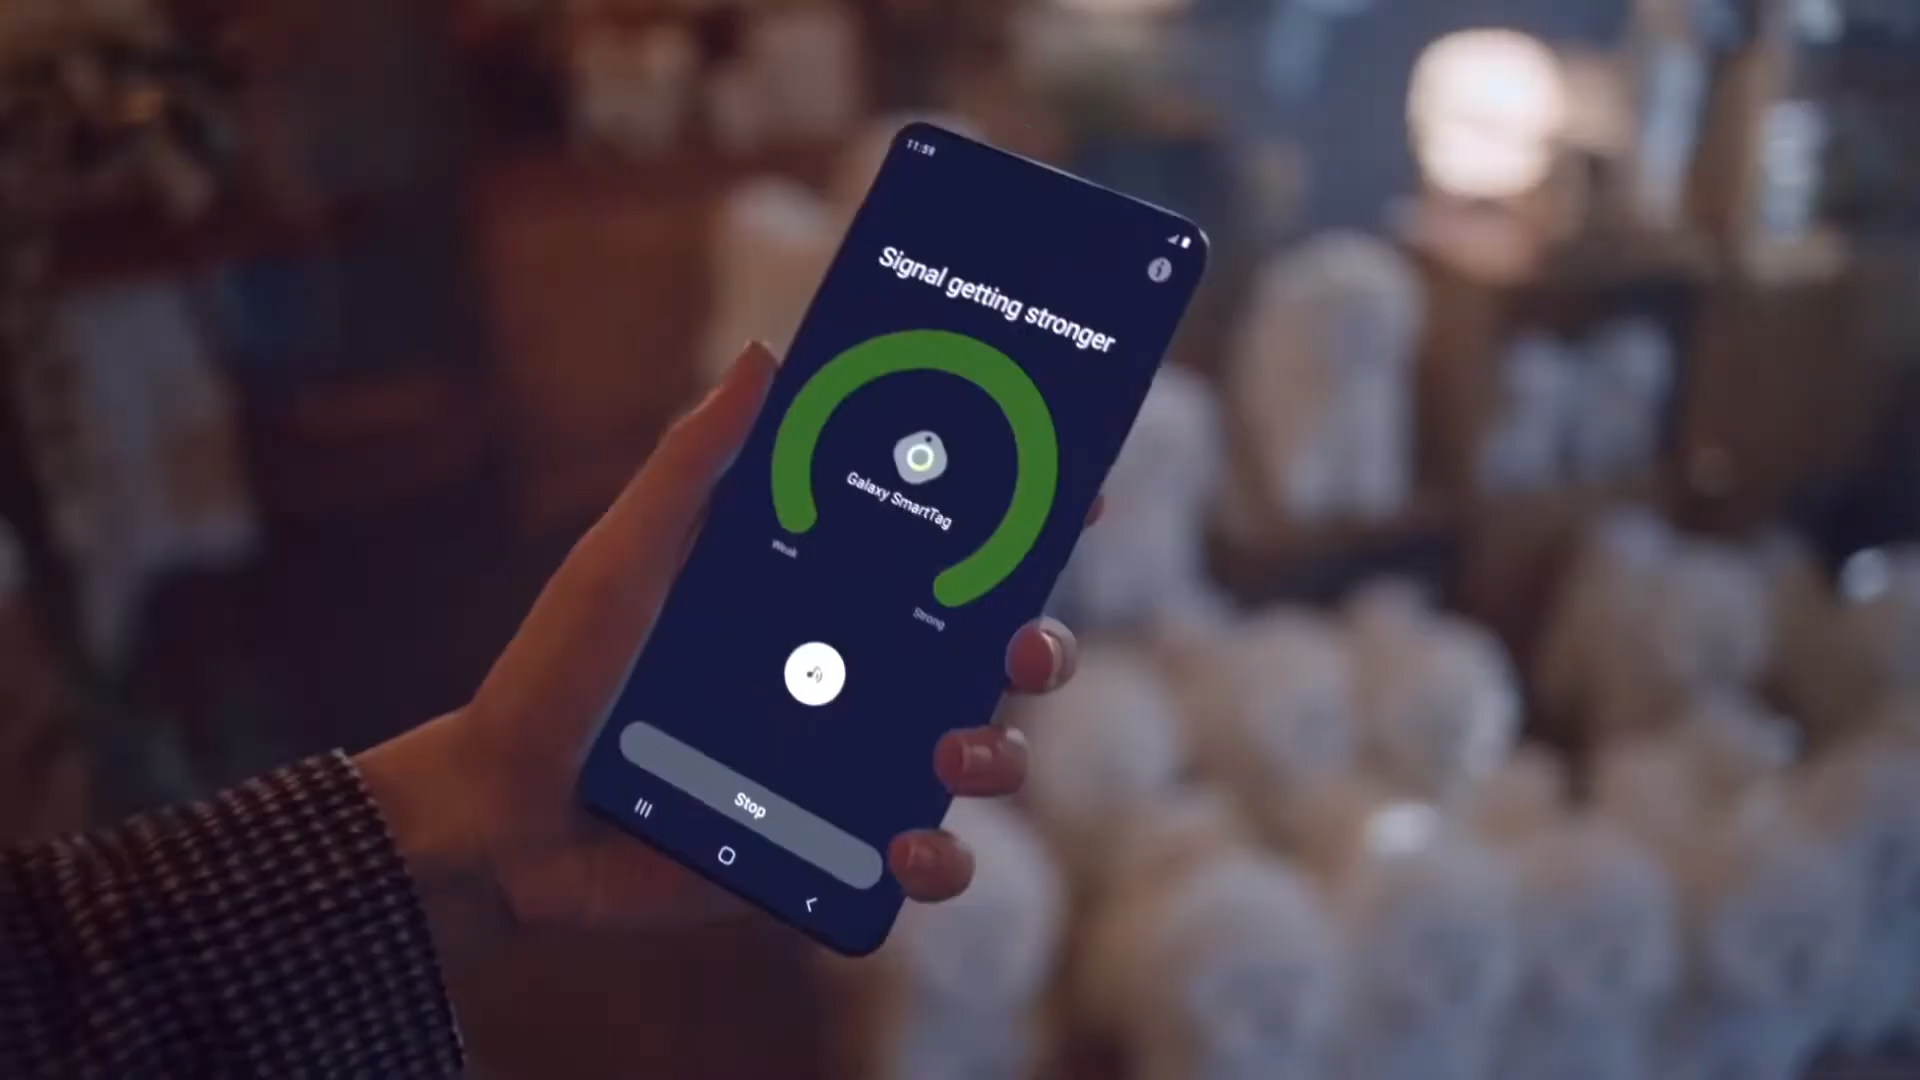 11:59
Signal getting stronger
Galaxy SmartTag
Weak
Strong
Stop